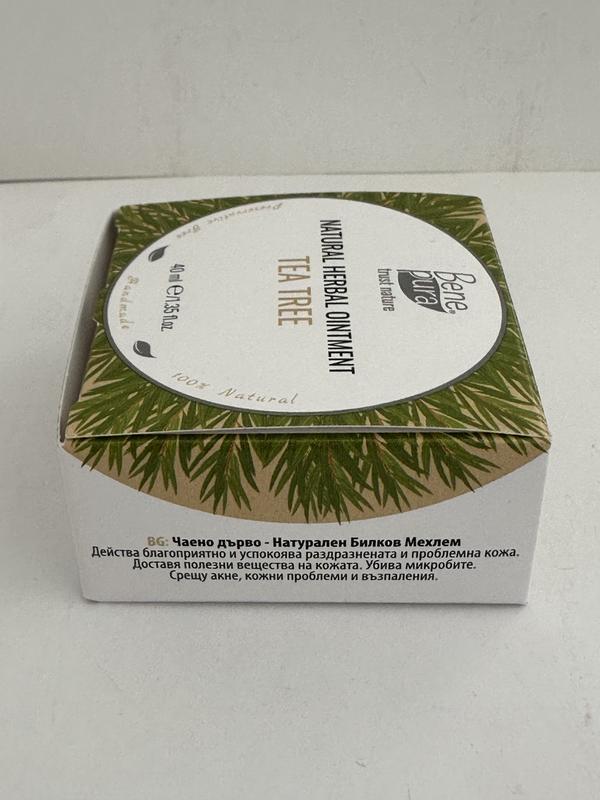 Bene
pura®
trust nature
NATURAL HERBAL OINTMENT
TEA TREE
40 ml ℮/1.35 fl.oz.
Preservative Free
Handmade
100% Natural
BG: Чаено дърво - Натурален Билков Мехлем
Действа благоприятно и успокоява раздразнената и проблемна кожа.
Доставя полезни вещества на кожата. Убива микробите.
Срещу акне, кожни проблеми и възпаления.